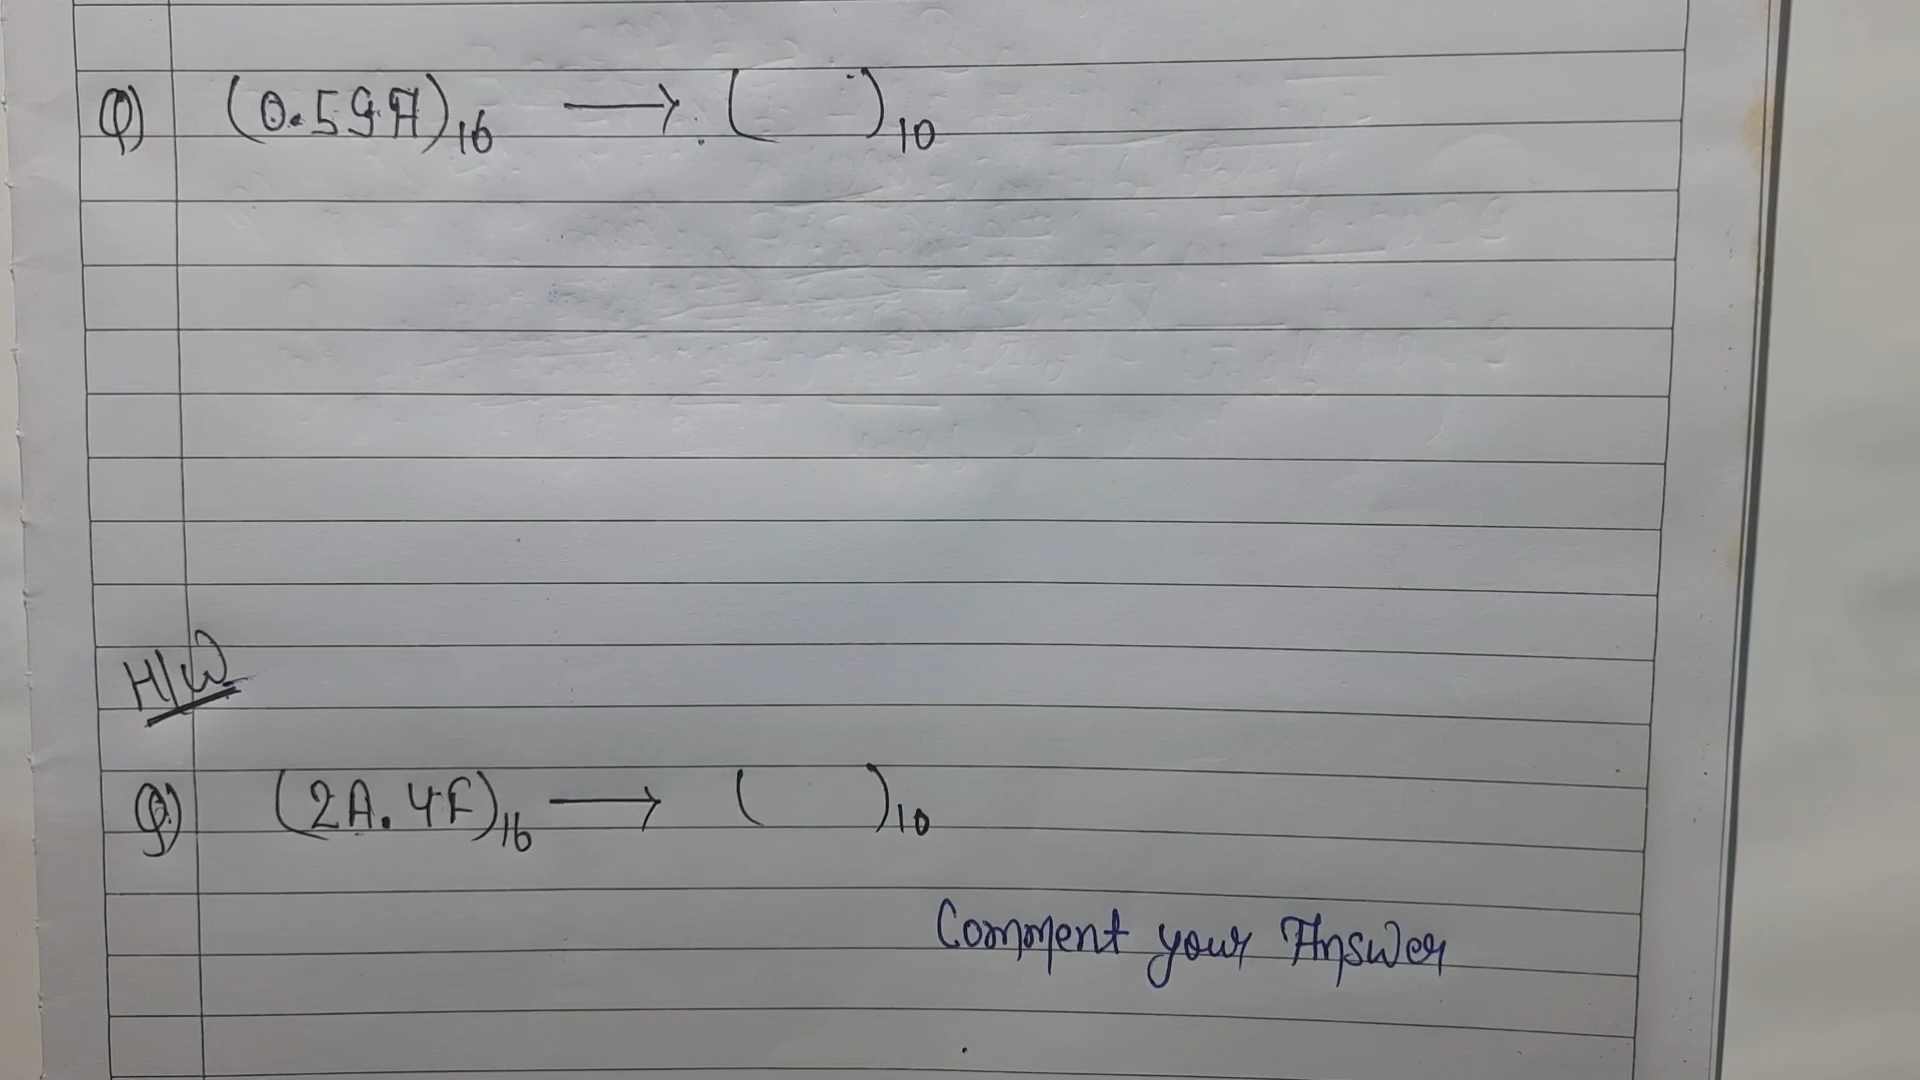 Q) (0.59A)16 → ( )10
H/W
Q) (2A.4F)16 → ( )10
Comment your Answer